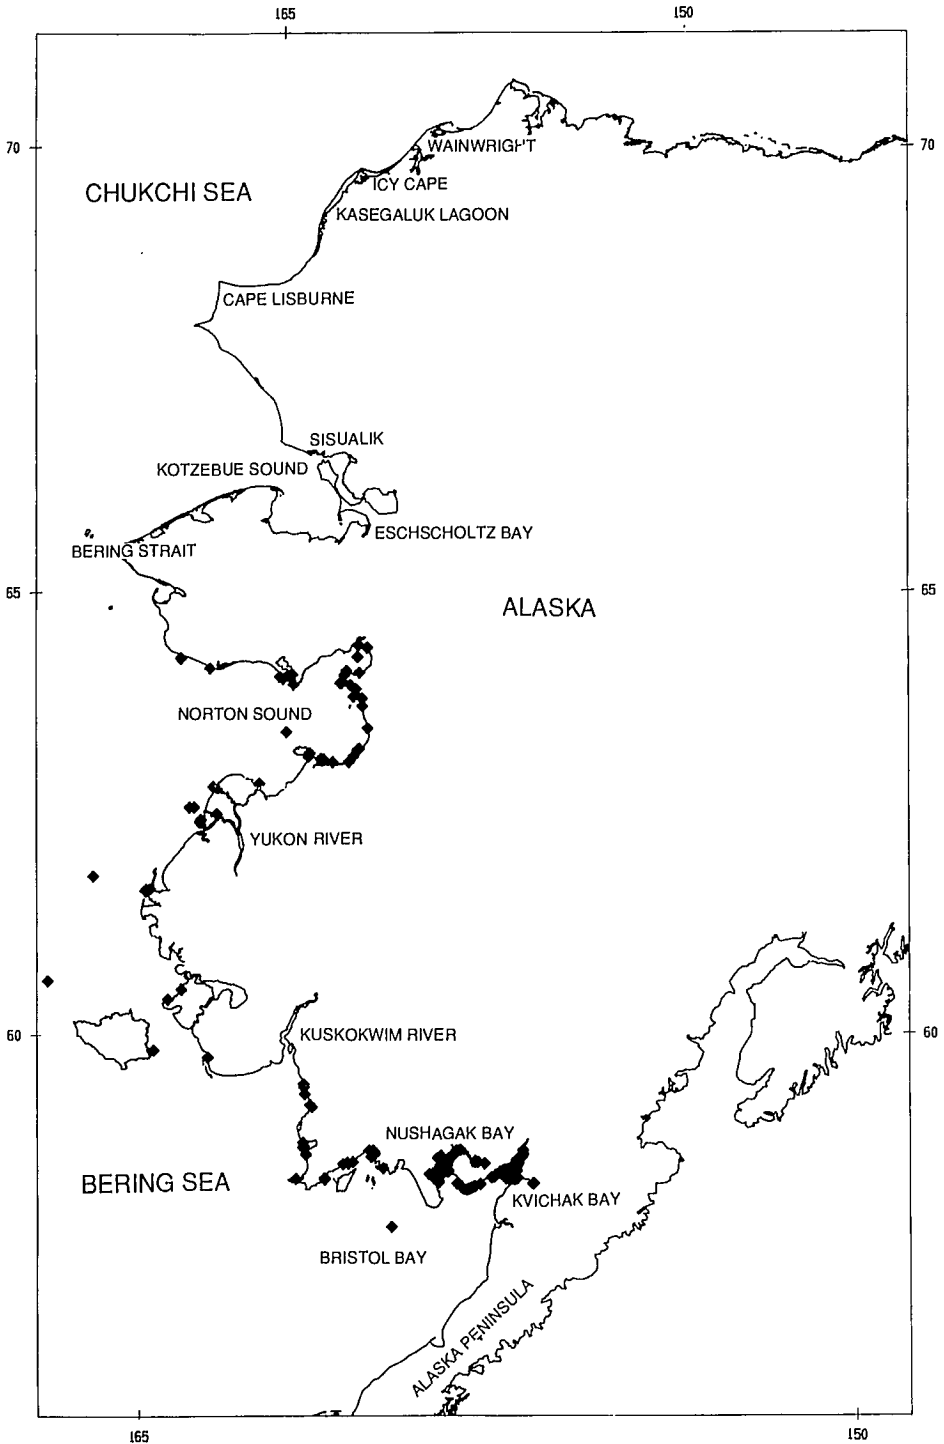 165 150
70 70
WAINWRIGHT
CHUKCHI SEA
ICY CAPE
KASEGALUK LAGOON
CAPE LISBURNE
SISUALIK
KOTZEBUE SOUND
ESCHSCHOLTZ BAY
BERING STRAIT
65 65
ALASKA
NORTON SOUND
YUKON RIVER
60 60
KUSKOKWIM RIVER
NUSHAGAK BAY
BERING SEA
KVICHAK BAY
BRISTOL BAY
ALASKA PENINSULA
165 150